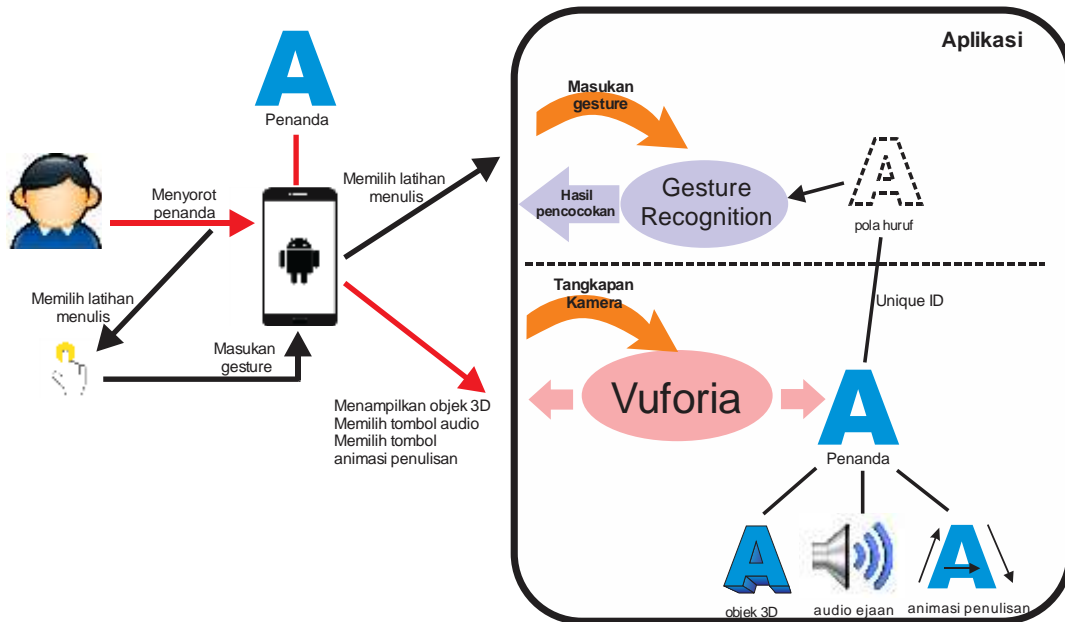 Aplikasi
A
Penanda
Menyorot
penanda
Memilih latihan
menulis
Memilih latihan
menulis
Masukan
gesture
Menampilkan objek 3D
Memilih tombol audio
Memilih tombol
animasi penulisan
Masukan
gesture
Hasil
pencocokan
Gesture
Recognition
A
pola huruf
Unique ID
Tangkapan
Kamera
Vuforia
A
Penanda
A
objek 3D
audio ejaan
A
animasi penulisan